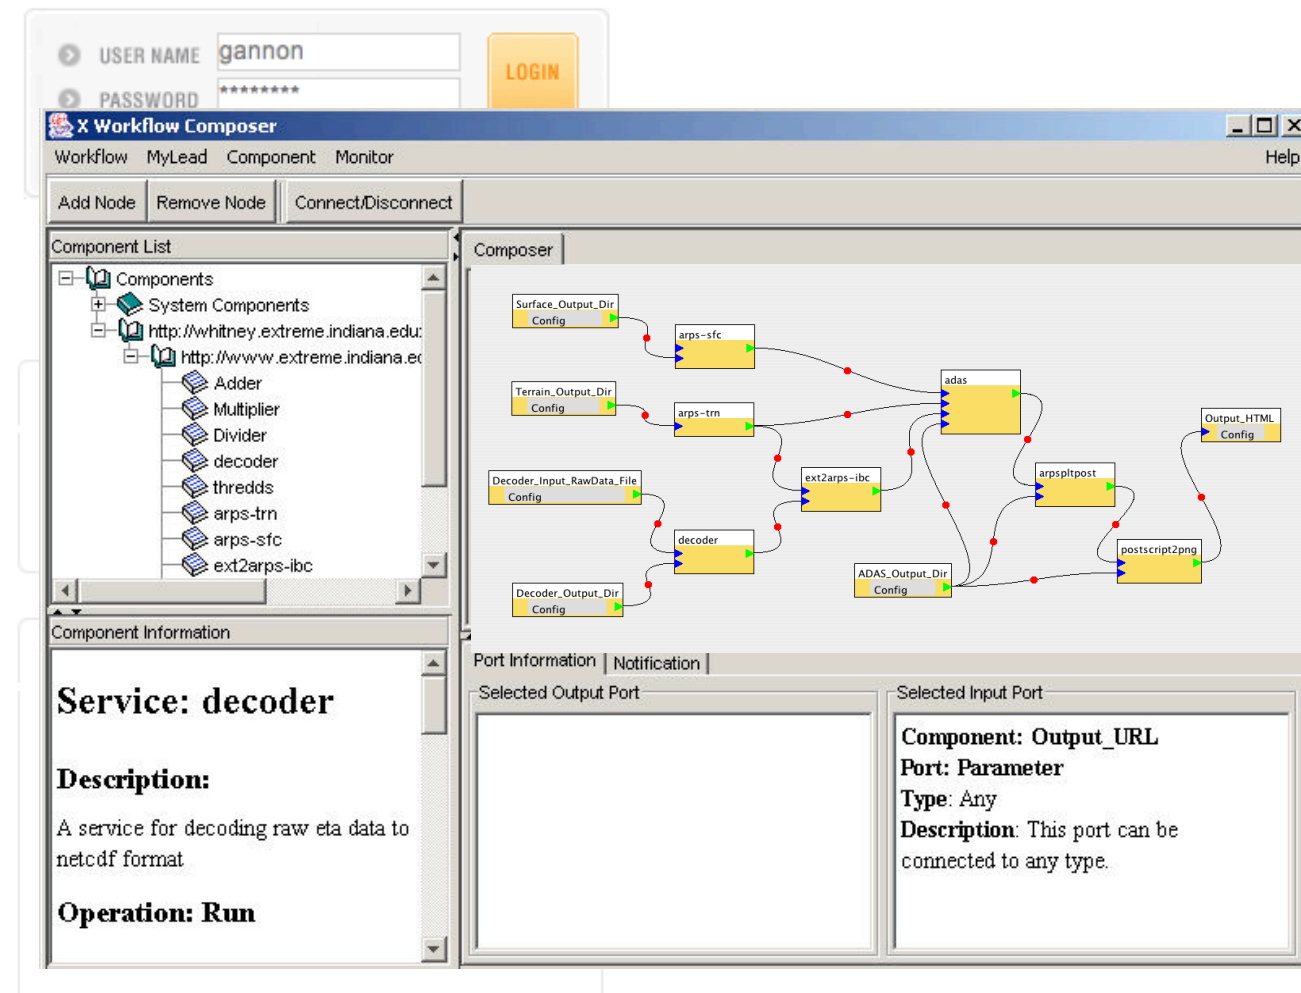 USER NAME gannon
LOGIN
PASSWORD ********
X Workflow Composer
Workflow MyLead Component Monitor Help
Add Node Remove Node Connect/Disconnect
Component List
Components
System Components
http://whitney.extreme.indiana.edu:
http://www.extreme.indiana.ec
Adder
Multiplier
Divider
decoder
thredds
arps-trn
arps-sfc
ext2arps-ibc
Component Information
Service: decoder
Description:
A service for decoding raw eta data to
netcdf format
Operation: Run
Composer
Surface_Output_Dir
Config
arps-sfc
Terrain_Output_Dir
Config
arps-trn
adas
Output_HTML
Config
Decoder_Input_RawData_File
Config
ext2arps-ibc
arpspltpost
decoder
postscript2png
ADAS_Output_Dir
Config
Decoder_Output_Dir
Config
Port Information Notification
Selected Output Port
Selected Input Port
Component: Output_URL
Port: Parameter
Type: Any
Description: This port can be
connected to any type.